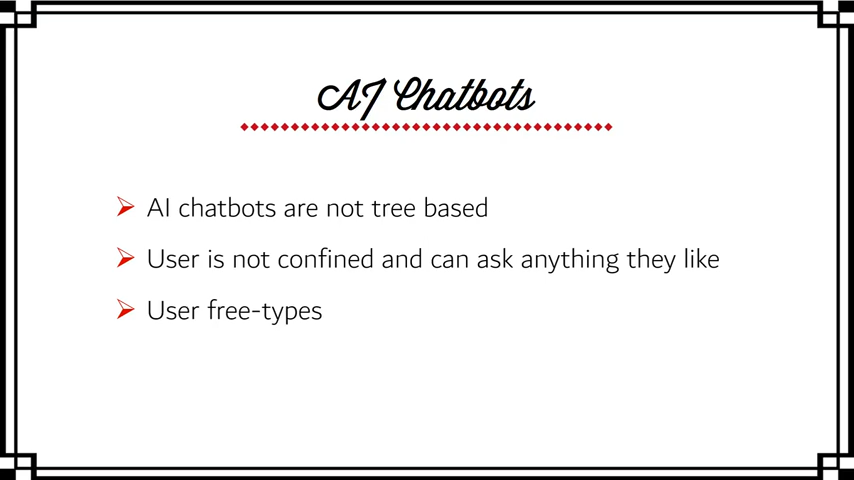 AI Chatbots
AI chatbots are not tree based
User is not confined and can ask anything they like
User free-types